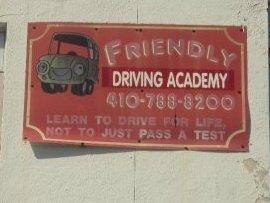 FRIENDLY
DRIVING ACADEMY
410-788-8200
LEARN TO DRIVE FOR LIFE,
NOT TO JUST PASS A TEST